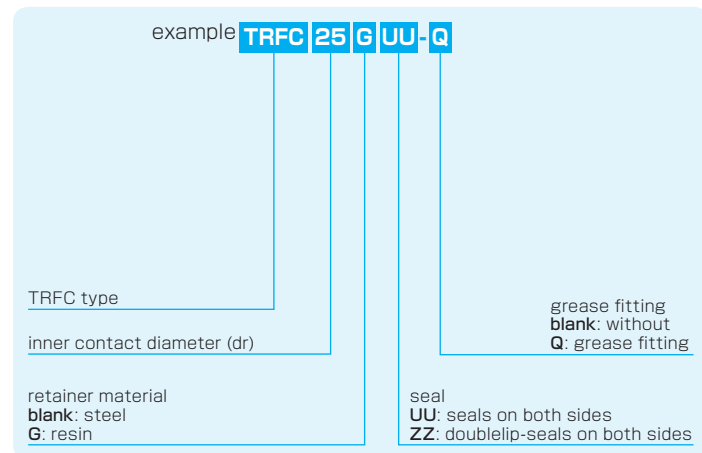 example TRFC 25 G UU - Q
TRFC type
inner contact diameter (dr)
retainer material
blank: steel
G: resin
grease fitting
blank: without
Q: grease fitting
seal
UU: seals on both sides
ZZ: doublelip-seals on both sides